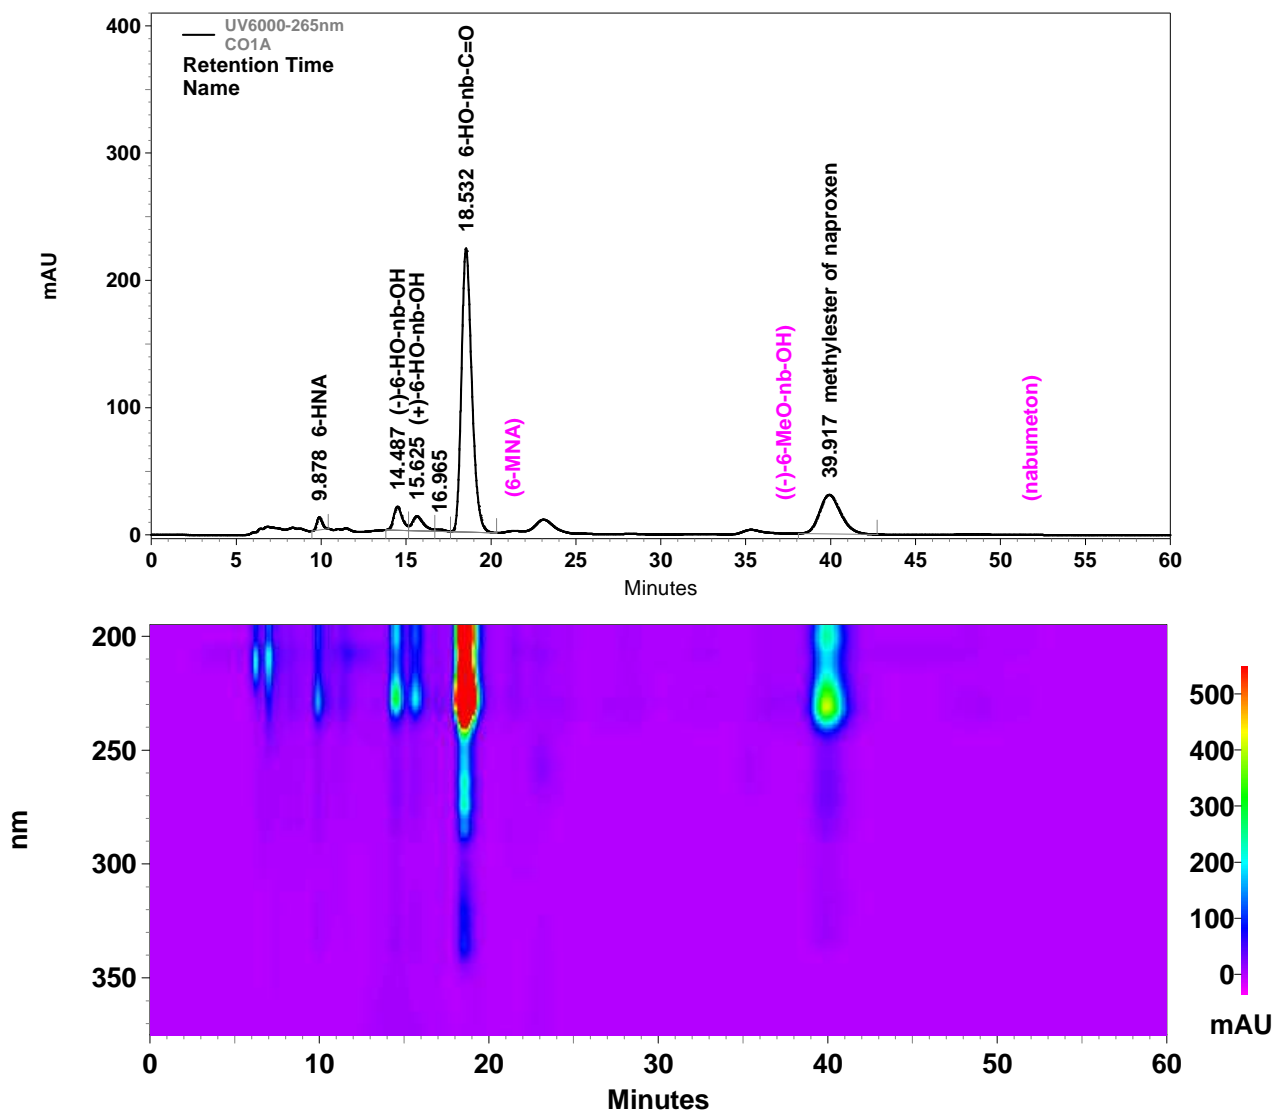 400
300
200
100
0
mAU
UV6000-265nm
CO1A
Retention Time
Name
9.878 6-HNA
14.487 (-)-6-HO-nb-OH
15.625 (+)-6-HO-nb-OH
16.965
18.532 6-HO-nb-C=O
(6-MNA)
((-)-6-MeO-nb-OH)
39.917 methylester of naproxen
(nabumeton)
0 5 10 15 20 25 30 35 40 45 50 55 60
Minutes
200
250
300
350
nm
0 10 20 30 40 50 60
Minutes
500
400
300
200
100
0
mAU